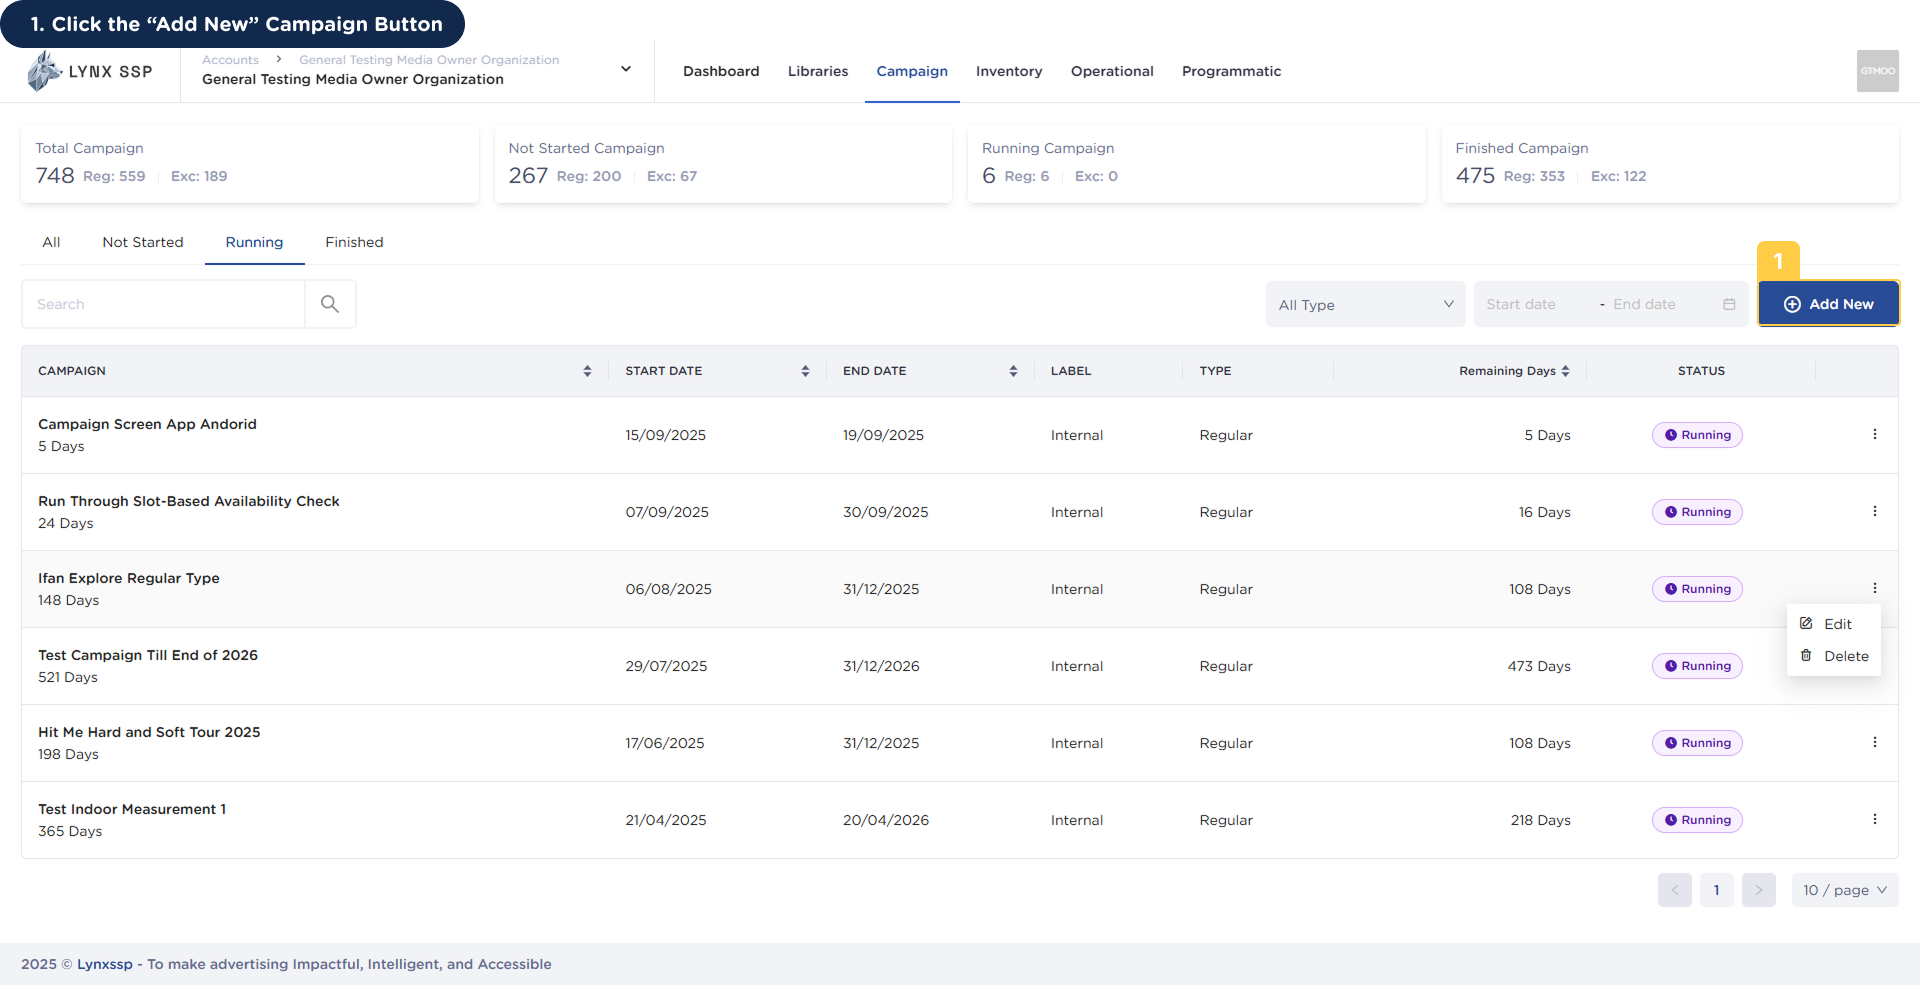 1. Click the “Add New” Campaign Button
LYNX SSP
Accounts > General Testing Media Owner Organization
General Testing Media Owner Organization
Dashboard Libraries Campaign Inventory Operational Programmatic
GTMOO
Total Campaign
748 Reg: 559 Exc: 189
Not Started Campaign
267 Reg: 200 Exc: 67
Running Campaign
6 Reg: 6 Exc: 0
Finished Campaign
475 Reg: 353 Exc: 122
All Not Started Running Finished
1
Search
All Type
Start date - End date
Add New
CAMPAIGN START DATE END DATE LABEL TYPE Remaining Days STATUS
Campaign Screen App Andorid
5 Days
15/09/2025 19/09/2025 Internal Regular 5 Days Running
Run Through Slot-Based Availability Check
24 Days
07/09/2025 30/09/2025 Internal Regular 16 Days Running
Ifan Explore Regular Type
148 Days
06/08/2025 31/12/2025 Internal Regular 108 Days Running
Edit
Delete
Test Campaign Till End of 2026
521 Days
29/07/2025 31/12/2026 Internal Regular 473 Days Running
Hit Me Hard and Soft Tour 2025
198 Days
17/06/2025 31/12/2025 Internal Regular 108 Days Running
Test Indoor Measurement 1
365 Days
21/04/2025 20/04/2026 Internal Regular 218 Days Running
< 1 > 10 / page
2025 © Lynxssp - To make advertising Impactful, Intelligent, and Accessible